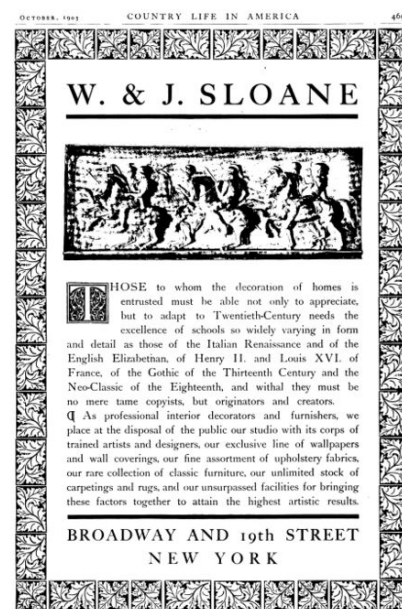 OCTOBER, 1903
COUNTRY LIFE IN AMERICA
W. & J. SLOANE
THOSE to whom the decoration of homes is
entrusted must be able not only to appreciate,
but to adapt to Twentieth-Century needs the
excellence of schools so widely varying in form
and detail as those of the Italian Renaissance and of the
English Elizabethan, of Henry II. and Louis XVI. of
France, of the Gothic of the Thirteenth Century and the
Neo-Classic of the Eighteenth, and withal they must be
no mere tame copyists, but originators and creators.
¶ As professional interior decorators and furnishers, we
place at the disposal of the public our studio with its corps of
trained artists and designers, our exclusive line of wallpapers
and wall coverings, our fine assortment of upholstery fabrics,
our rare collection of classic furniture, our unlimited stock of
carpetings and rugs, and our unsurpassed facilities for bringing
these factors together to attain the highest artistic results.
BROADWAY AND 19th STREET
NEW YORK